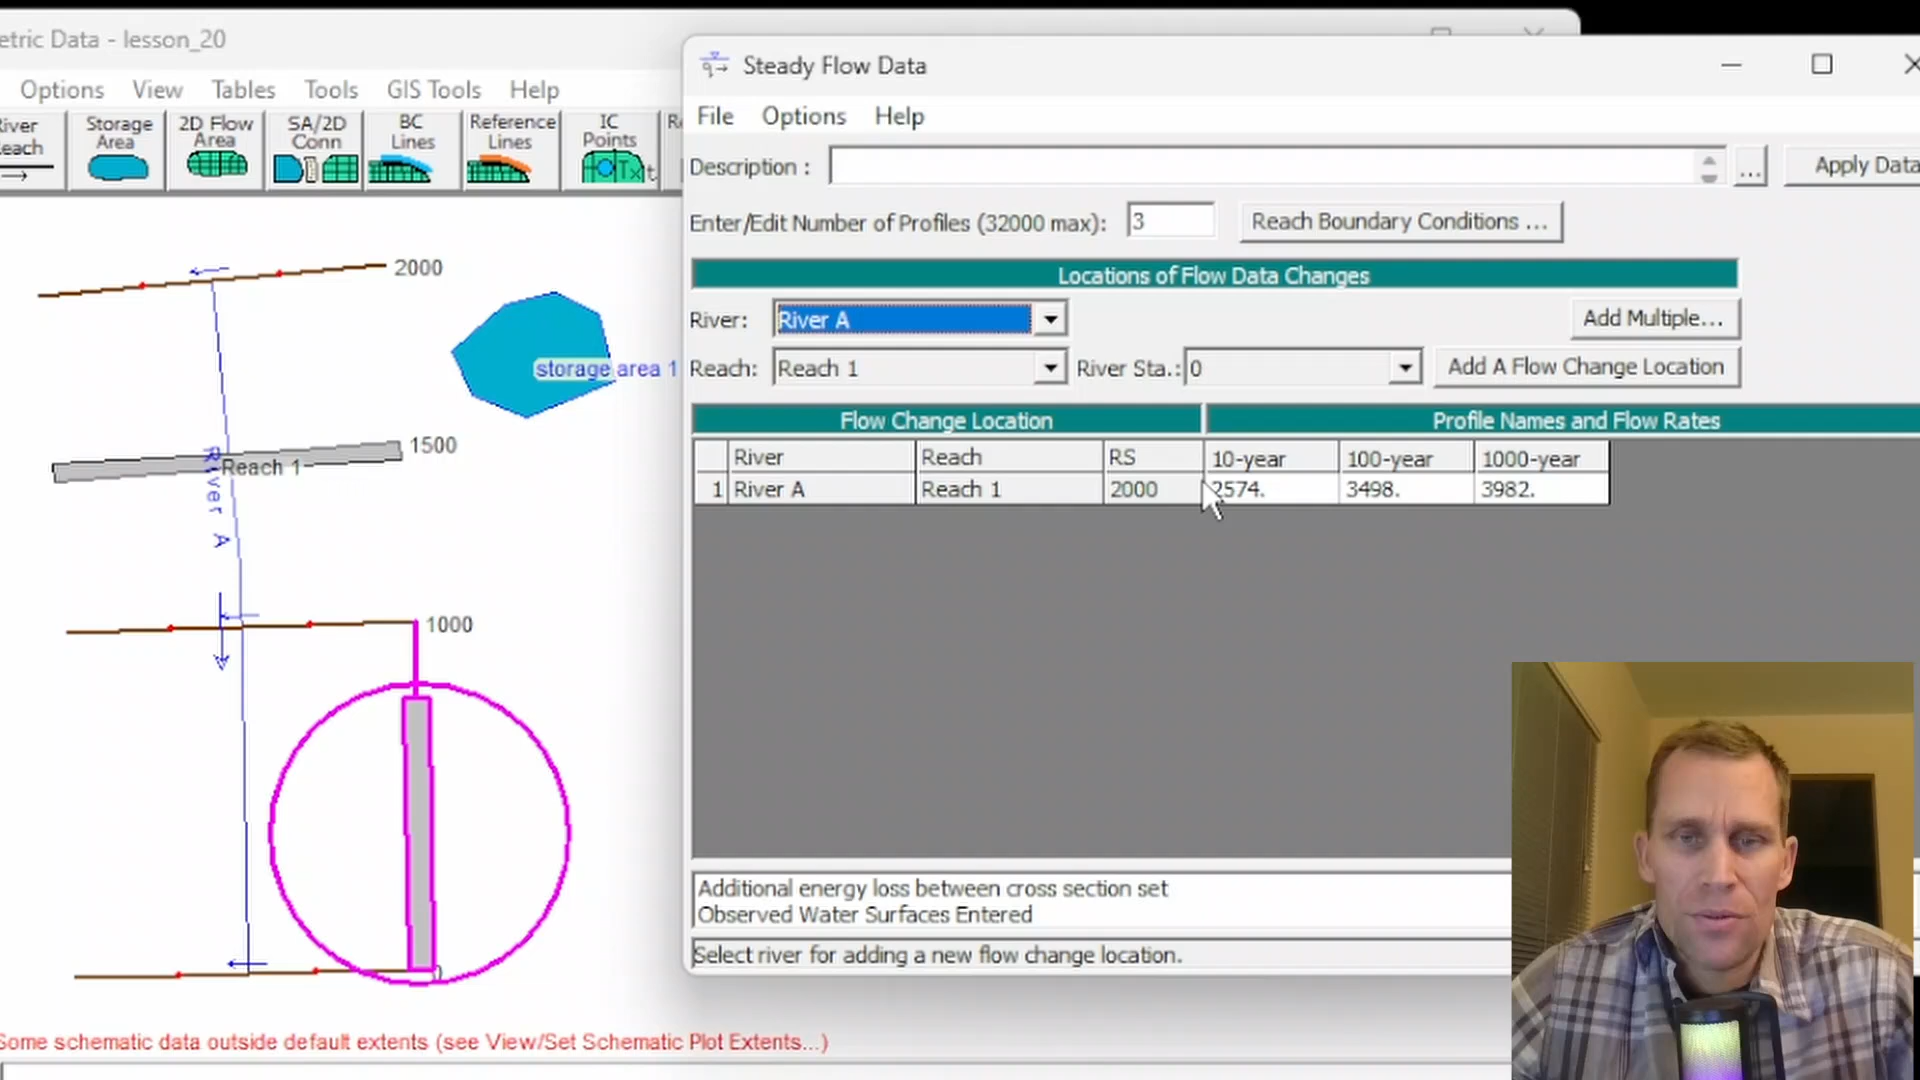 etric Data - lesson_20
Options View Tables Tools GIS Tools Help
River Reach
Storage Area
2D Flow Area
SA/2D Conn
BC Lines
Reference Lines
IC Points
2000
storage area 1
1500
Reach 1
River A
1000
0
Some schematic data outside default extents (see View/Set Schematic Plot Extents...)
Steady Flow Data
File Options Help
Description : ... Apply Data
Enter/Edit Number of Profiles (32000 max): 3 Reach Boundary Conditions ...
Locations of Flow Data Changes
River: River A Add Multiple...
Reach: Reach 1 River Sta.: 0 Add A Flow Change Location
Flow Change Location Profile Names and Flow Rates
River Reach RS 10-year 100-year 1000-year
1 River A Reach 1 2000 2574. 3498. 3982.
Additional energy loss between cross section set
Observed Water Surfaces Entered
Select river for adding a new flow change location.